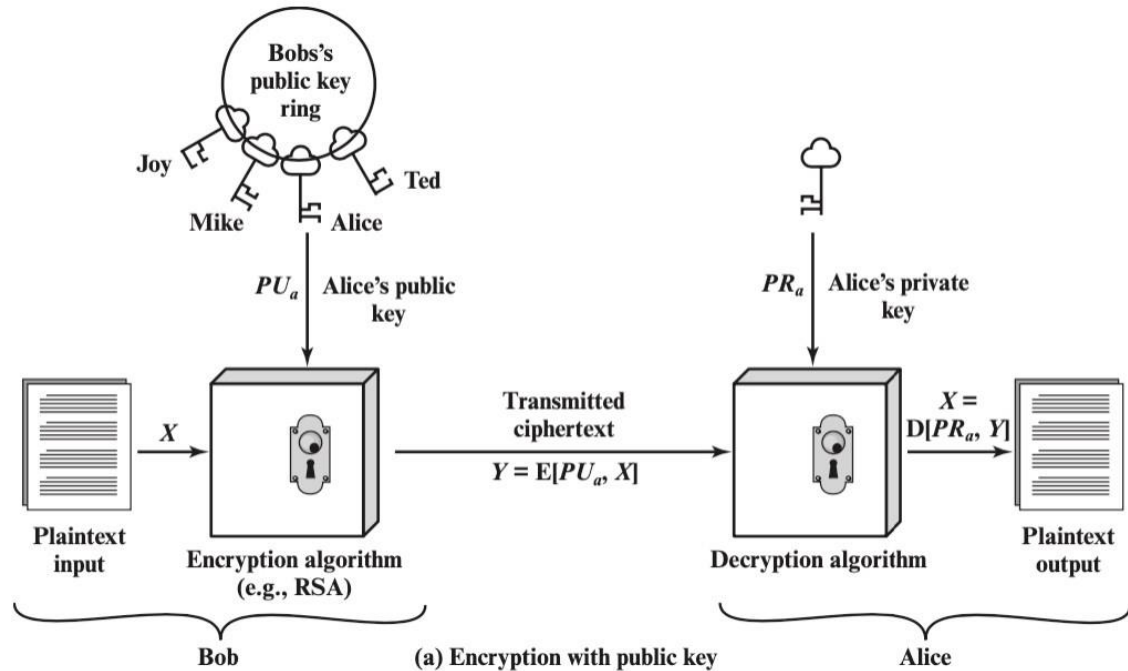 Bobs's
public key
ring
Joy
Ted
Mike
Alice
PUa
Alice's public
key
PRa
Alice's private
key
X
Transmitted
ciphertext
Y = E[PUa, X]
X =
D[PRa, Y]
Plaintext
input
Encryption algorithm
(e.g., RSA)
Decryption algorithm
Plaintext
output
Bob
(a) Encryption with public key
Alice